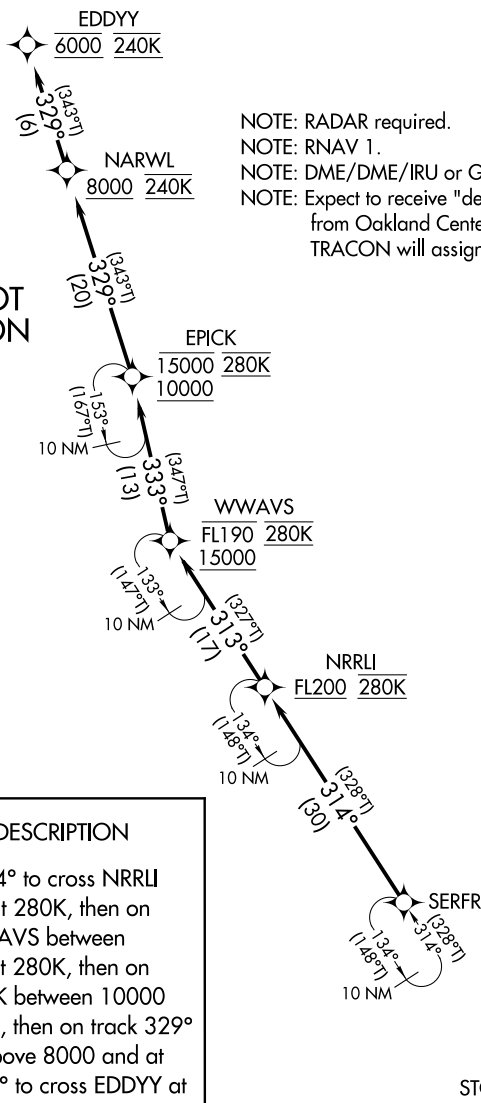 EDDYY
6000 240K
(343°T)
329°
(6)
NARWL
8000 240K
NOTE: RADAR required.
NOTE: RNAV 1.
NOTE: DME/DME/IRU or G
NOTE: Expect to receive "de
from Oakland Cente
TRACON will assign
(343°T)
329°
(20)
OT
ON
EPICK
15000 280K
10000
153°
(167°T)
10 NM
(347°T)
333°
(13)
WWAVS
FL190 280K
15000
133°
(147°T)
10 NM
(327°T)
313°
(17)
NRRLI
FL200 280K
134°
(148°T)
10 NM
(328°T)
314°
(30)
SERFR
134°
(148°T)
10 NM
314°
(328°T)
DESCRIPTION
4° to cross NRRLI
t 280K, then on
AVS between
t 280K, then on
K between 10000
, then on track 329°
bove 8000 and at
° to cross EDDYY at
STO